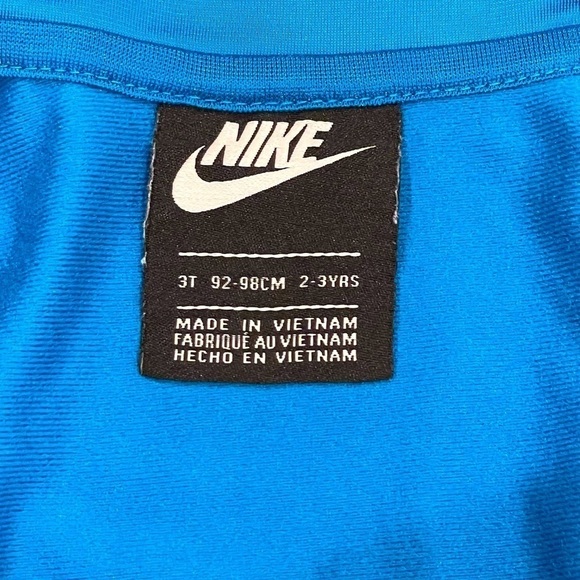 NIKE
3T 92-98CM 2-3YRS
MADE IN VIETNAM
FABRIQUÉ AU VIETNAM
HECHO EN VIETNAM